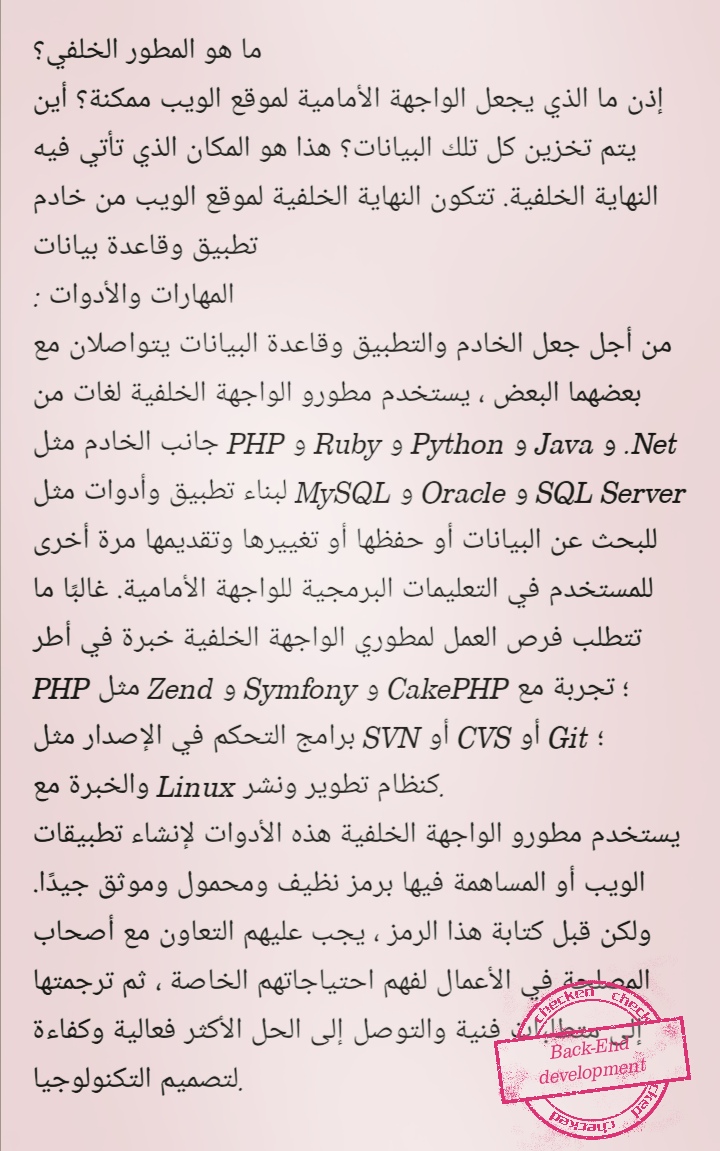 ما هو المطور الخلفي؟
إذن ما الذي يجعل الواجهة الأمامية لموقع الويب ممكنة؟ أين
يتم تخزين كل تلك البيانات؟ هذا هو المكان الذي تأتي فيه
النهاية الخلفية. تتكون النهاية الخلفية لموقع الويب من خادم
تطبيق وقاعدة بيانات
المهارات والأدوات :
من أجل جعل الخادم والتطبيق وقاعدة البيانات يتواصلان مع
بعضهما البعض ، يستخدم مطورو الواجهة الخلفية لغات من
جانب الخادم مثل PHP و Ruby و Python و Java و .Net
لبناء تطبيق وأدوات مثل MySQL و Oracle و SQL Server
للبحث عن البيانات أو حفظها أو تغييرها وتقديمها مرة أخرى
للمستخدم في التعليمات البرمجية للواجهة الأمامية. غالبًا ما
تتطلب فرص العمل لمطوري الواجهة الخلفية خبرة في أطر
PHP مثل Zend و Symfony و CakePHP ؛ تجربة مع
برامج التحكم في الإصدار مثل SVN أو CVS أو Git ؛
والخبرة مع Linux كنظام تطوير ونشر.
يستخدم مطورو الواجهة الخلفية هذه الأدوات لإنشاء تطبيقات
الويب أو المساهمة فيها برمز نظيف ومحمول وموثق جيدًا.
ولكن قبل كتابة هذا الرمز ، يجب عليهم التعاون مع أصحاب
المصلحة في الأعمال لفهم احتياجاتهم الخاصة ، ثم ترجمتها
إلى متطلبات فنية والتوصل إلى الحل الأكثر فعالية وكفاءة
لتصميم التكنولوجيا.
checked check
Back-End
development
cked checked